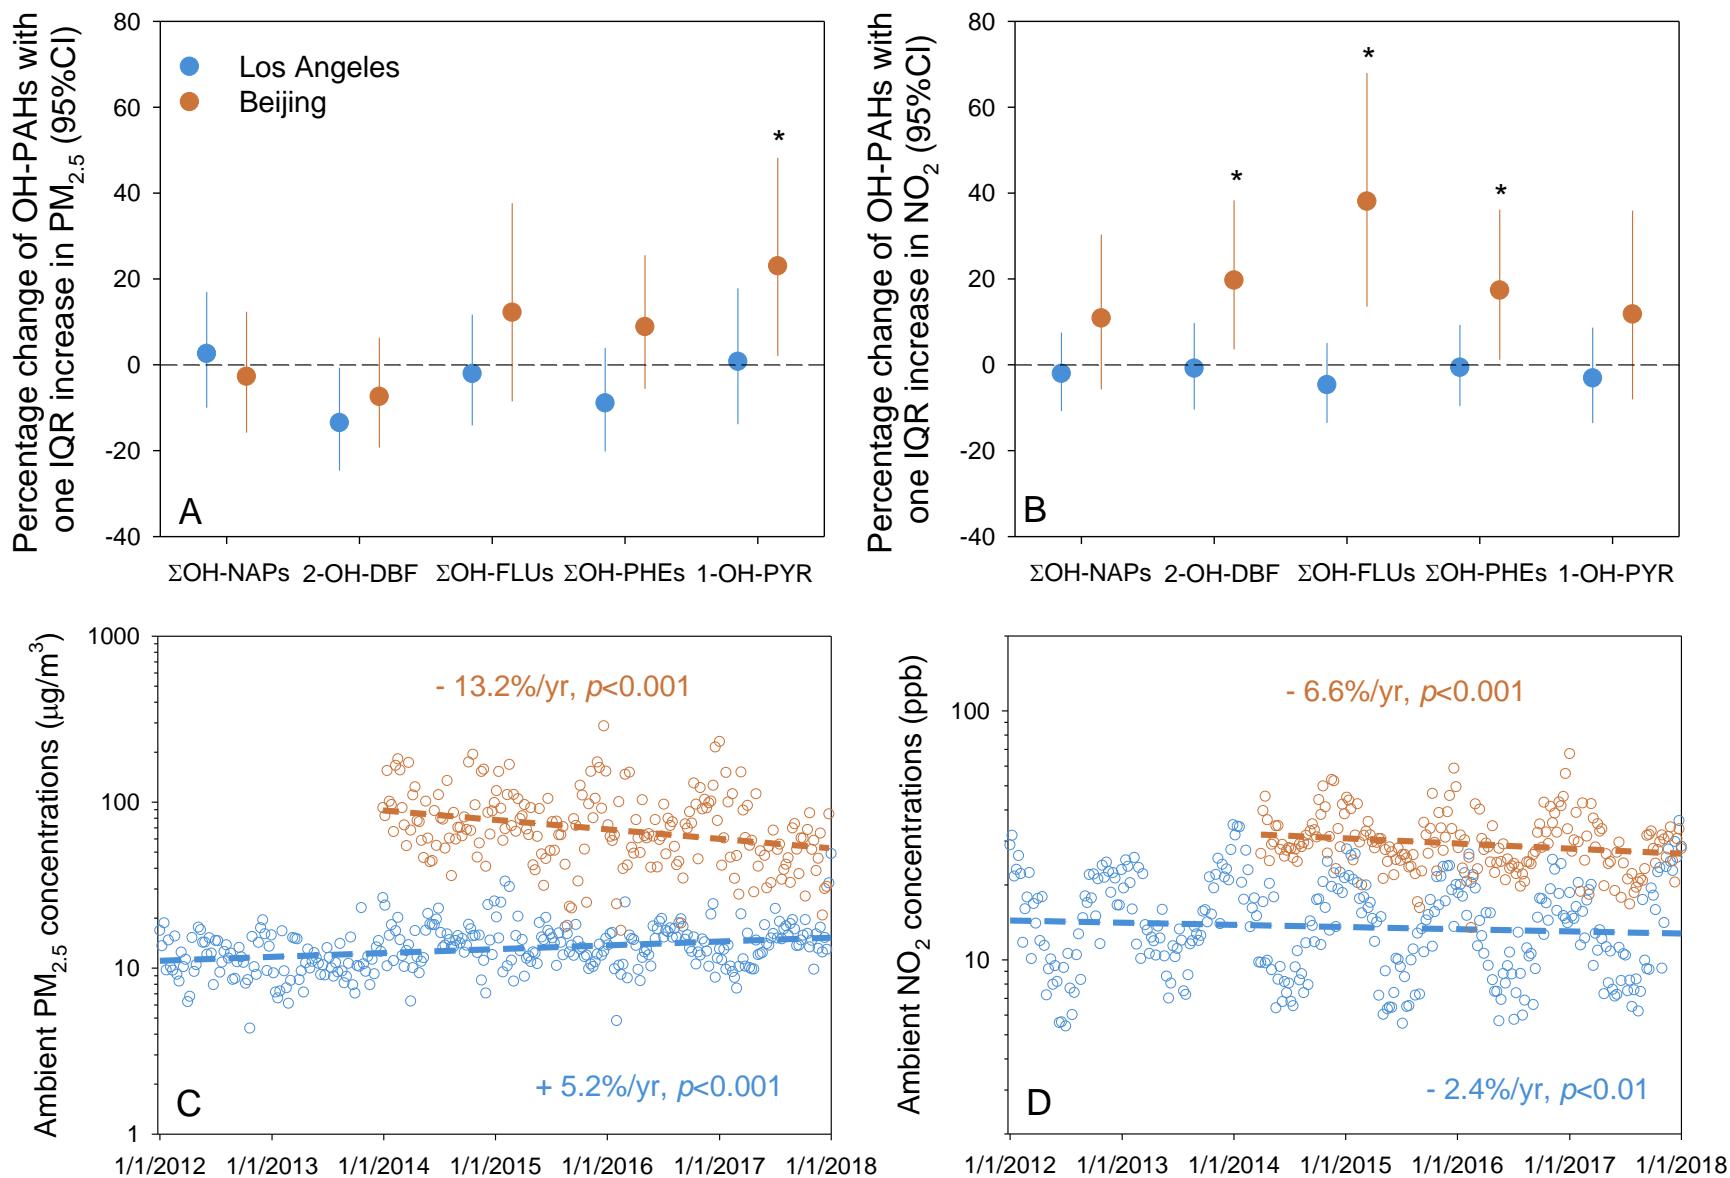 Percentage change of OH-PAHs with
one IQR increase in PM2.5 (95%CI)
80
60
40
20
0
-20
-40
Los Angeles
Beijing
*
A
ΣOH-NAPs 2-OH-DBF ΣOH-FLUs ΣOH-PHEs 1-OH-PYR
Percentage change of OH-PAHs with
one IQR increase in NO2 (95%CI)
80
60
40
20
0
-20
-40
*
*
*
B
ΣOH-NAPs 2-OH-DBF ΣOH-FLUs ΣOH-PHEs 1-OH-PYR
Ambient PM2.5 concentrations (μg/m3)
1000
100
10
1
- 13.2%/yr, p<0.001
+ 5.2%/yr, p<0.001
C
1/1/2012 1/1/2013 1/1/2014 1/1/2015 1/1/2016 1/1/2017 1/1/2018
Ambient NO2 concentrations (ppb)
100
10
- 6.6%/yr, p<0.001
- 2.4%/yr, p<0.01
D
1/1/2012 1/1/2013 1/1/2014 1/1/2015 1/1/2016 1/1/2017 1/1/2018